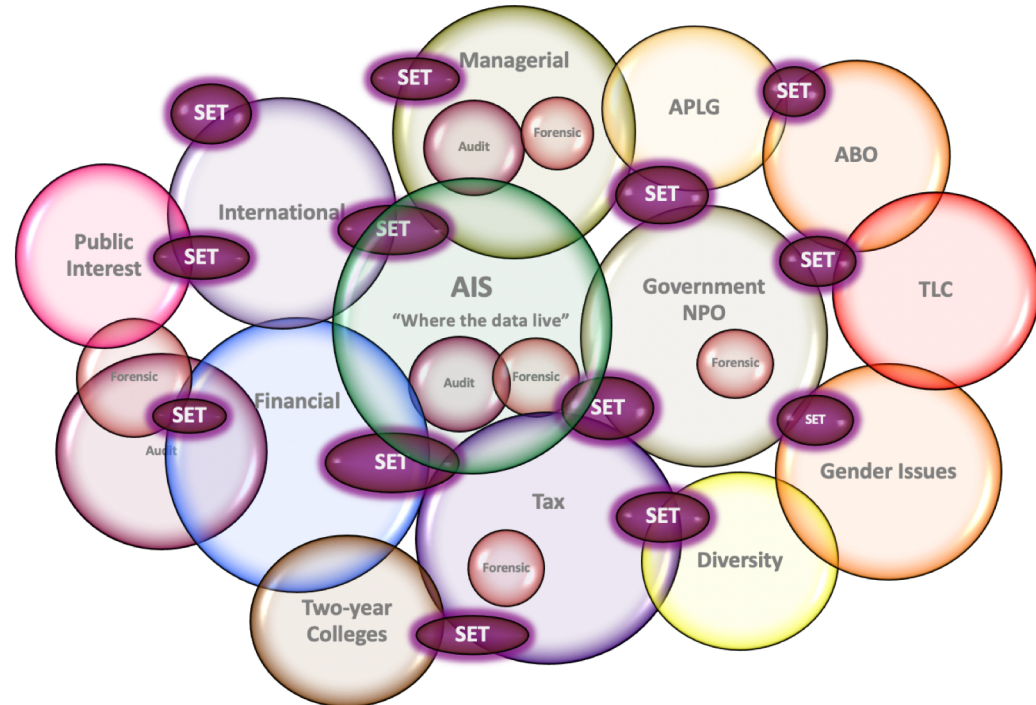 Managerial
SET
SET
APLG
SET
Audit
Forensic
ABO
SET
International
SET
Public
Interest
SET
SET
AIS
“Where the data live”
Government
NPO
TLC
Forensic
Audit
Forensic
Forensic
Financial
SET
SET
SET
Audit
SET
Gender Issues
Tax
SET
Diversity
Forensic
Two-year
Colleges
SET